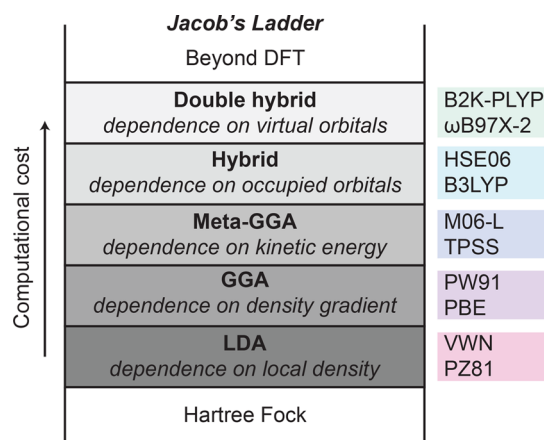 Jacob's Ladder
Beyond DFT
Double hybrid
dependence on virtual orbitals
B2K-PLYP
ωB97X-2
Hybrid
dependence on occupied orbitals
HSE06
B3LYP
Meta-GGA
dependence on kinetic energy
M06-L
TPSS
GGA
dependence on density gradient
PW91
PBE
LDA
dependence on local density
VWN
PZ81
Hartree Fock
Computational cost